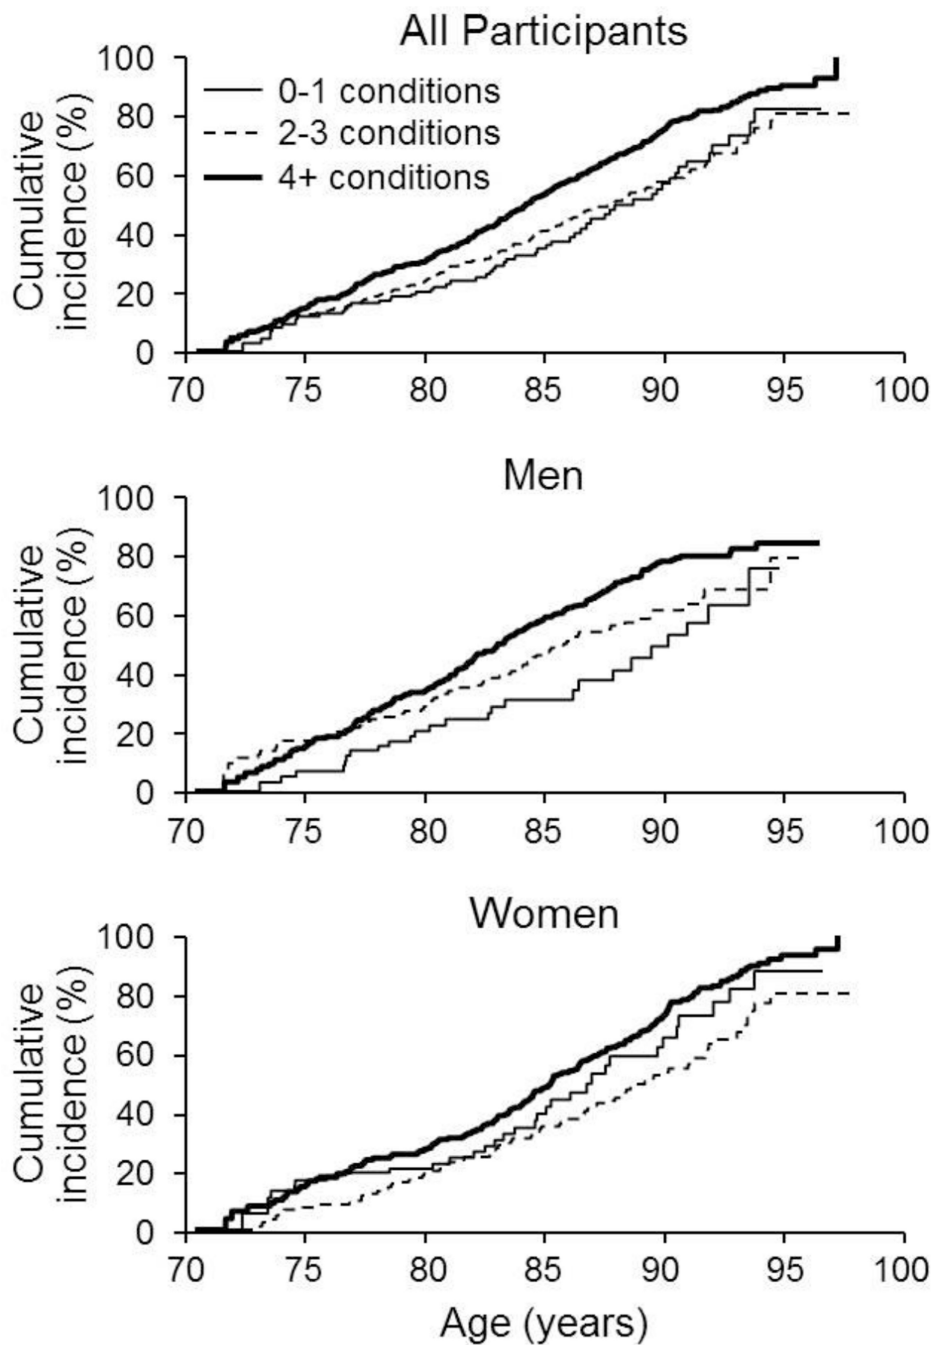 All Participants
Cumulative
incidence (%)
100
80
60
40
20
0
0-1 conditions
2-3 conditions
4+ conditions
70 75 80 85 90 95 100
Men
Cumulative
incidence (%)
100
80
60
40
20
0
70 75 80 85 90 95 100
Women
Cumulative
incidence (%)
100
80
60
40
20
0
70 75 80 85 90 95 100
Age (years)